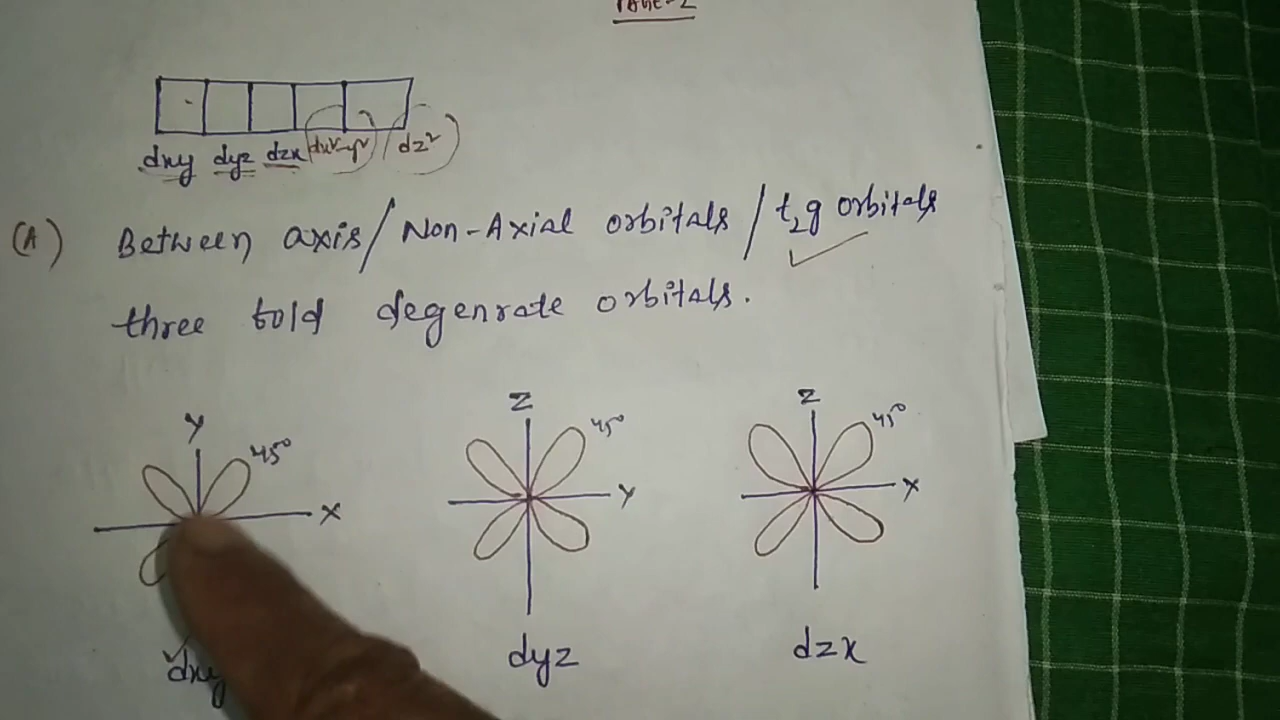 dxy dyz dzx dx²-y² dz²
(A) Between axis/Non-Axial orbitals/t₂g orbitals
three fold degenrate orbitals.
Y Z Z
45° 45° 45°
X Y X
dxy dyz dzx